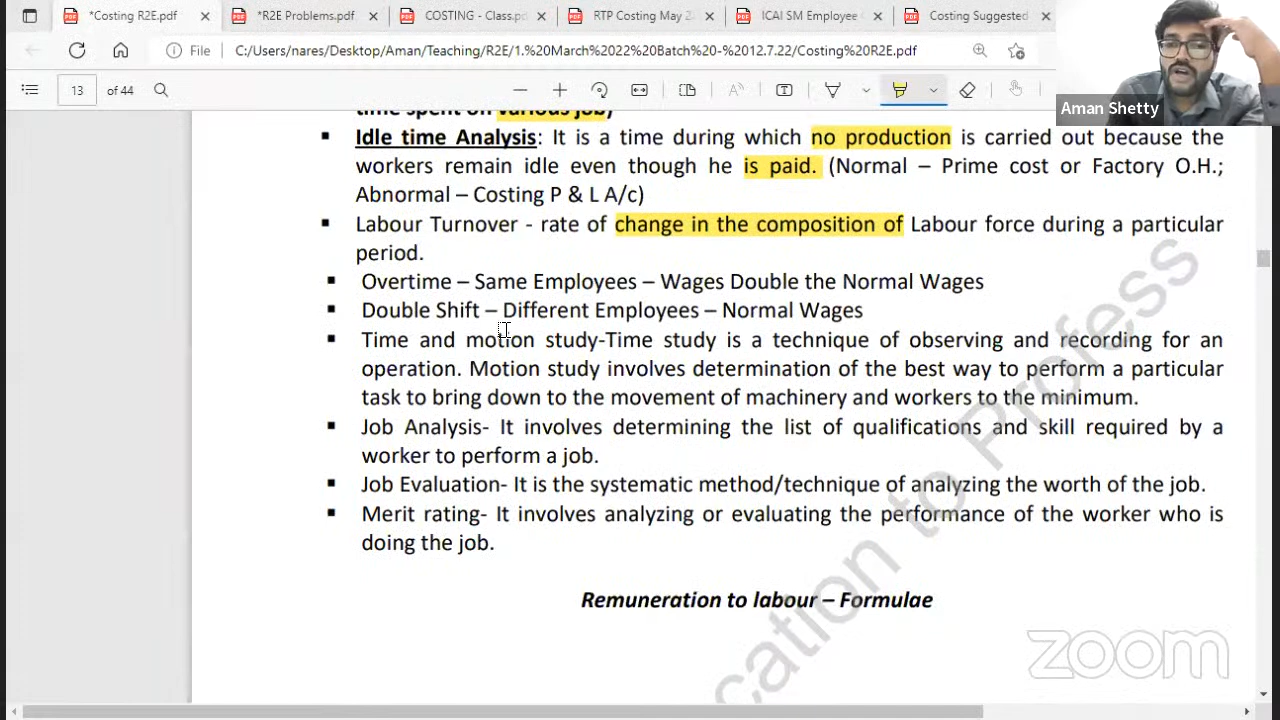 *Costing R2E.pdf
*R2E Problems.pdf
COSTING - Class.pd
RTP Costing May 2
ICAI SM Employee
Costing Suggested
File
C:/Users/nares/Desktop/Aman/Teaching/R2E/1.%20March%2022%20Batch%20-%2012.7.22/Costing%20R2E.pdf
13 of 44
Aman Shetty
time spent on various job)
▪ Idle time Analysis: It is a time during which no production is carried out because the
workers remain idle even though he is paid. (Normal – Prime cost or Factory O.H.;
Abnormal – Costing P & L A/c)
▪ Labour Turnover - rate of change in the composition of Labour force during a particular
period.
▪ Overtime – Same Employees – Wages Double the Normal Wages
▪ Double Shift – Different Employees – Normal Wages
▪ Time and motion study-Time study is a technique of observing and recording for an
operation. Motion study involves determination of the best way to perform a particular
task to bring down to the movement of machinery and workers to the minimum.
▪ Job Analysis- It involves determining the list of qualifications and skill required by a
worker to perform a job.
▪ Job Evaluation- It is the systematic method/technique of analyzing the worth of the job.
▪ Merit rating- It involves analyzing or evaluating the performance of the worker who is
doing the job.
Remuneration to labour – Formulae
cation to Profess
zoom